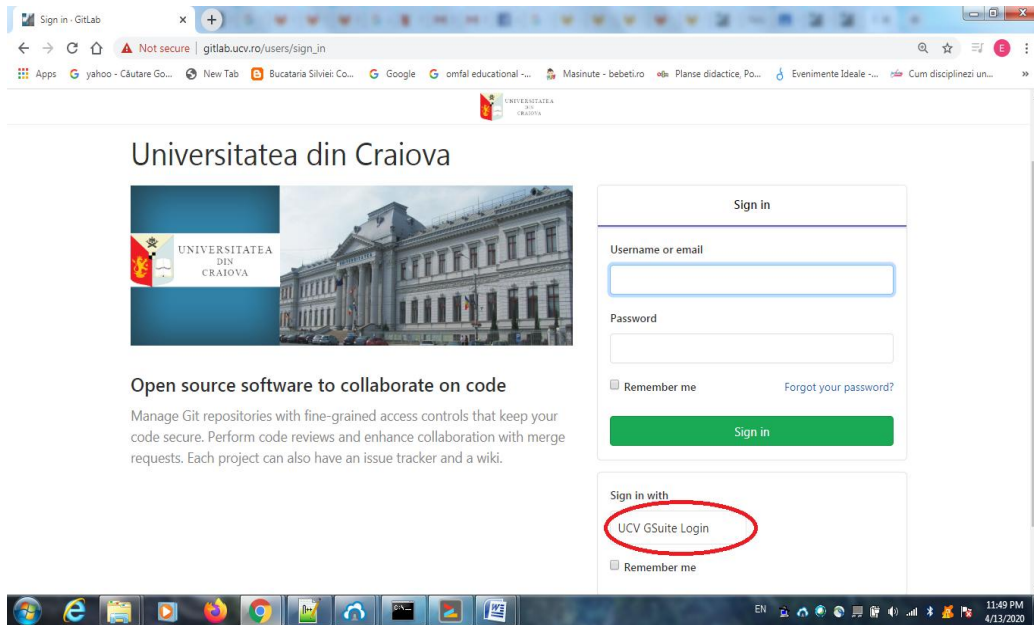 Sign in · GitLab
Not secure | gitlab.ucv.ro/users/sign_in
E
Apps
yahoo - Căutare Go...
New Tab
Bucataria Silviei: Co...
Google
omfal educational -...
Masinute - bebeti.ro
Planse didactice, Po...
Evenimente Ideale -...
Cum disciplinezi un...
»
UNIVERSITATEA
DIN
CRAIOVA
Universitatea din Craiova
UNIVERSITATEA
DIN
CRAIOVA
Open source software to collaborate on code
Manage Git repositories with fine-grained access controls that keep your
code secure. Perform code reviews and enhance collaboration with merge
requests. Each project can also have an issue tracker and a wiki.
Sign in
Username or email
Password
Remember me
Forgot your password?
Sign in
Sign in with
UCV GSuite Login
Remember me
EN
11:49 PM
4/13/2020